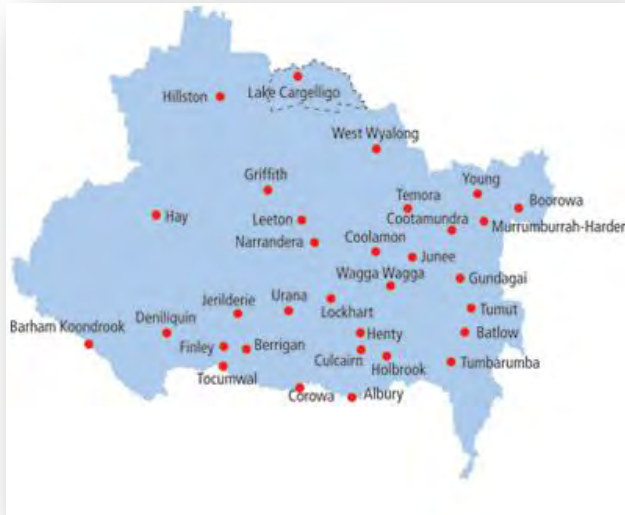 Lake Cargelligo
Hillston
West Wyalong
Griffith
Young
Temora
Boorowa
Hay
Leeton
Cootamundra
Murrumburrah-Harder
Narrandera
Coolamon
Junee
Wagga Wagga
Gundagai
Jerilderie
Urana
Lockhart
Tumut
Barham Koondrook
Deniliquin
Henty
Batlow
Finley
Berrigan
Culcairn
Holbrook
Tumbarumba
Tocumwal
Corowa
Albury